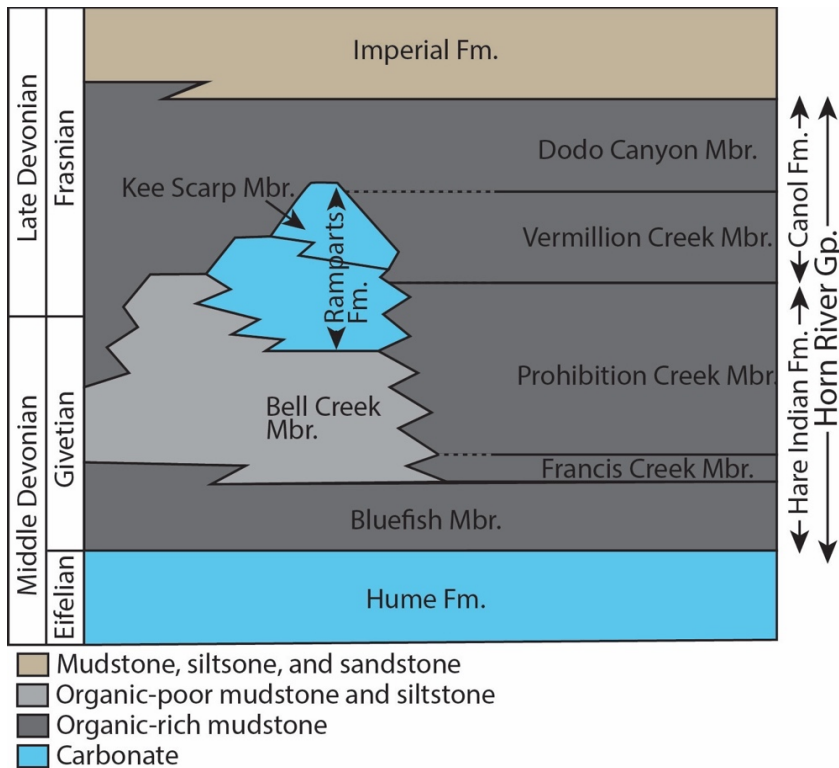 Late Devonian
Frasnian
Middle Devonian
Givetian
Eifelian
Imperial Fm.
Dodo Canyon Mbr.
Kee Scarp Mbr.
Vermillion Creek Mbr.
Ramparts
Fm.
Prohibition Creek Mbr.
Bell Creek
Mbr.
Francis Creek Mbr.
Bluefish Mbr.
Hume Fm.
Canol Fm.
Hare Indian Fm.
Horn River Gp.
Mudstone, siltsone, and sandstone
Organic-poor mudstone and siltstone
Organic-rich mudstone
Carbonate